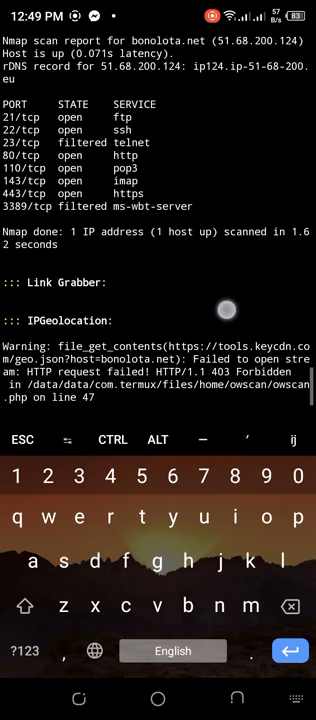 12:49 PM
57
B/s
83
Nmap scan report for bonolota.net (51.68.200.124)
Host is up (0.071s latency).
rDNS record for 51.68.200.124: ip124.ip-51-68-200.
eu
PORT STATE SERVICE
21/tcp open ftp
22/tcp open ssh
23/tcp filtered telnet
80/tcp open http
110/tcp open pop3
143/tcp open imap
443/tcp open https
3389/tcp filtered ms-wbt-server
Nmap done: 1 IP address (1 host up) scanned in 1.6
2 seconds
::: Link Grabber:
::: IPGeolocation:
Warning: file_get_contents(https://tools.keycdn.co
m/geo.json?host=bonolota.net): Failed to open stre
am: HTTP request failed! HTTP/1.1 403 Forbidden
in /data/data/com.termux/files/home/owscan/owscan
.php on line 47
ESC CTRL ALT — ′ ij
1 2 3 4 5 6 7 8 9 0
q w e r t y u i o p
a s d f g h j k l
z x c v b n m
?123 , English .